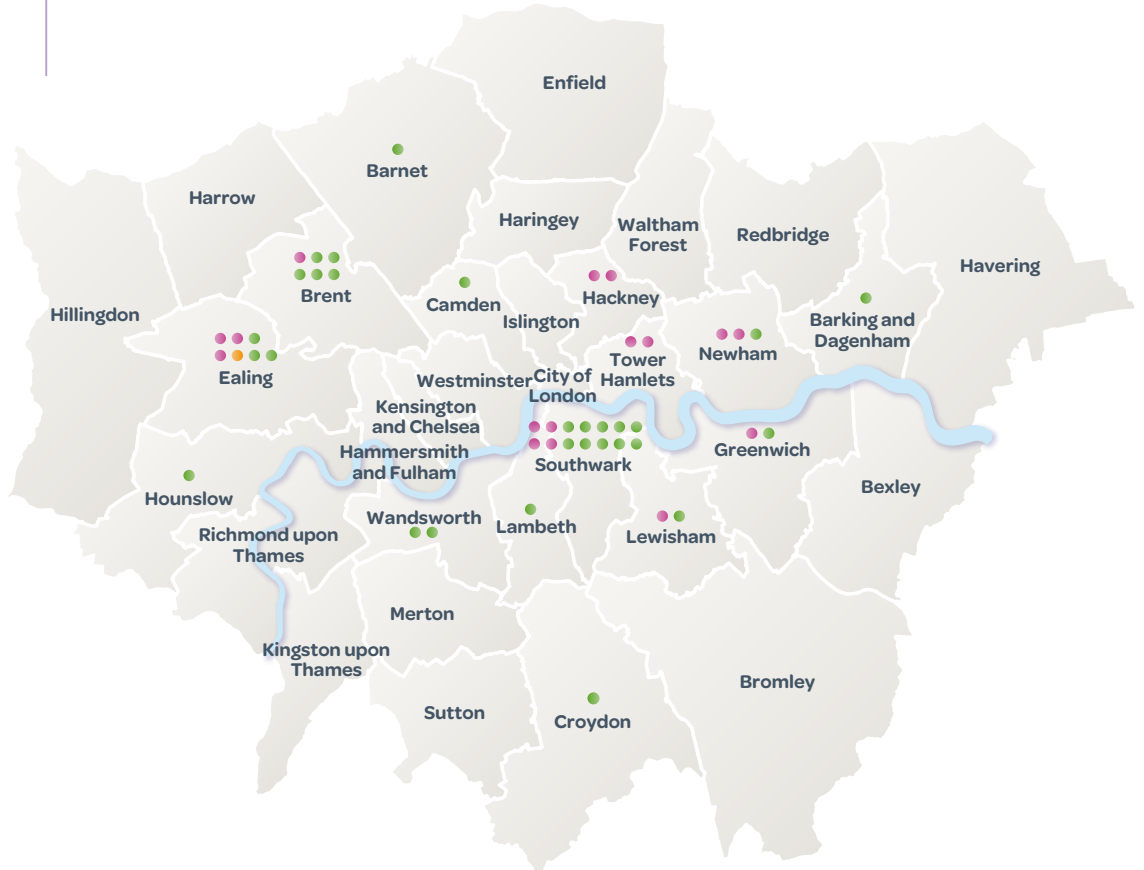 Enfield
Barnet
Harrow
Haringey
Waltham
Forest
Redbridge
Havering
Brent
Camden
Hackney
Hillingdon
Islington
Barking and
Dagenham
Newham
Tower
Hamlets
Ealing
Westminster
City of
London
Kensington
and Chelsea
Hammersmith
and Fulham
Southwark
Greenwich
Bexley
Hounslow
Wandsworth
Lambeth
Lewisham
Richmond upon
Thames
Merton
Kingston upon
Thames
Bromley
Sutton
Croydon